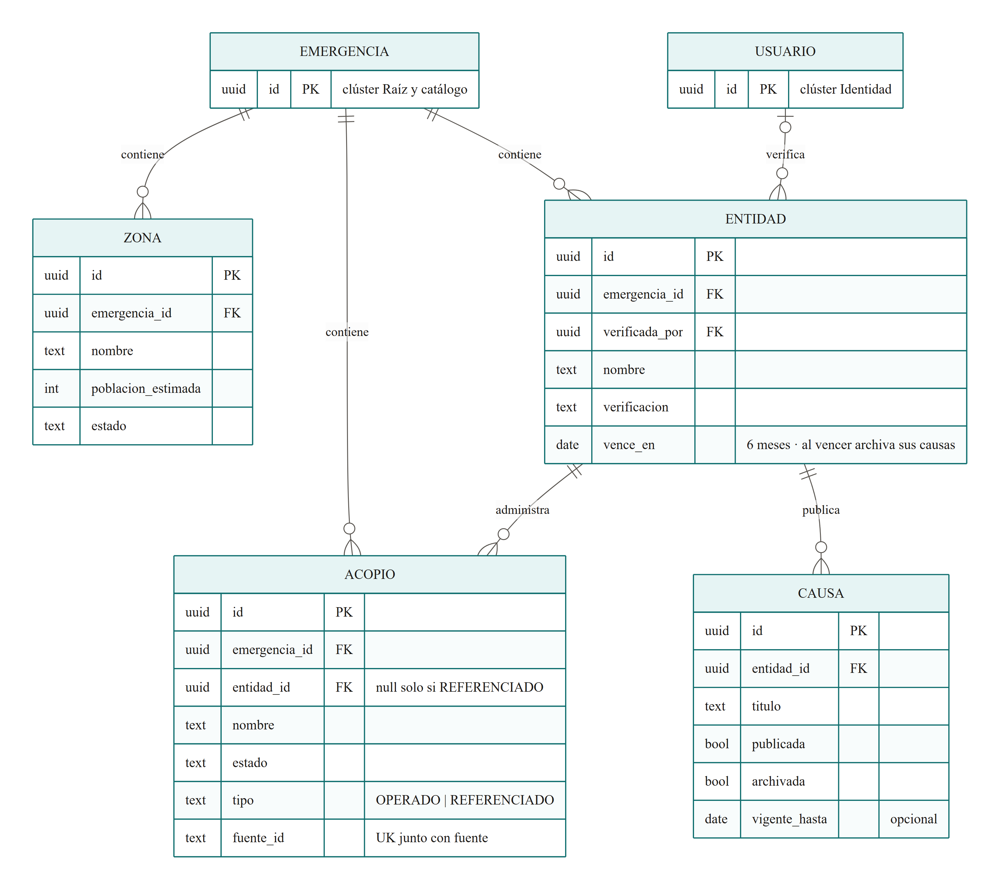 EMERGENCIA
uuid id PK clúster Raíz y catálogo
USUARIO
uuid id PK clúster Identidad
contiene
contiene
verifica
ZONA
uuid id PK
uuid emergencia_id FK
text nombre
int poblacion_estimada
text estado
contiene
ENTIDAD
uuid id PK
uuid emergencia_id FK
uuid verificada_por FK
text nombre
text verificacion
date vence_en 6 meses · al vencer archiva sus causas
administra
publica
ACOPIO
uuid id PK
uuid emergencia_id FK
uuid entidad_id FK null solo si REFERENCIADO
text nombre
text estado
text tipo OPERADO | REFERENCIADO
text fuente_id UK junto con fuente
CAUSA
uuid id PK
uuid entidad_id FK
text titulo
bool publicada
bool archivada
date vigente_hasta opcional